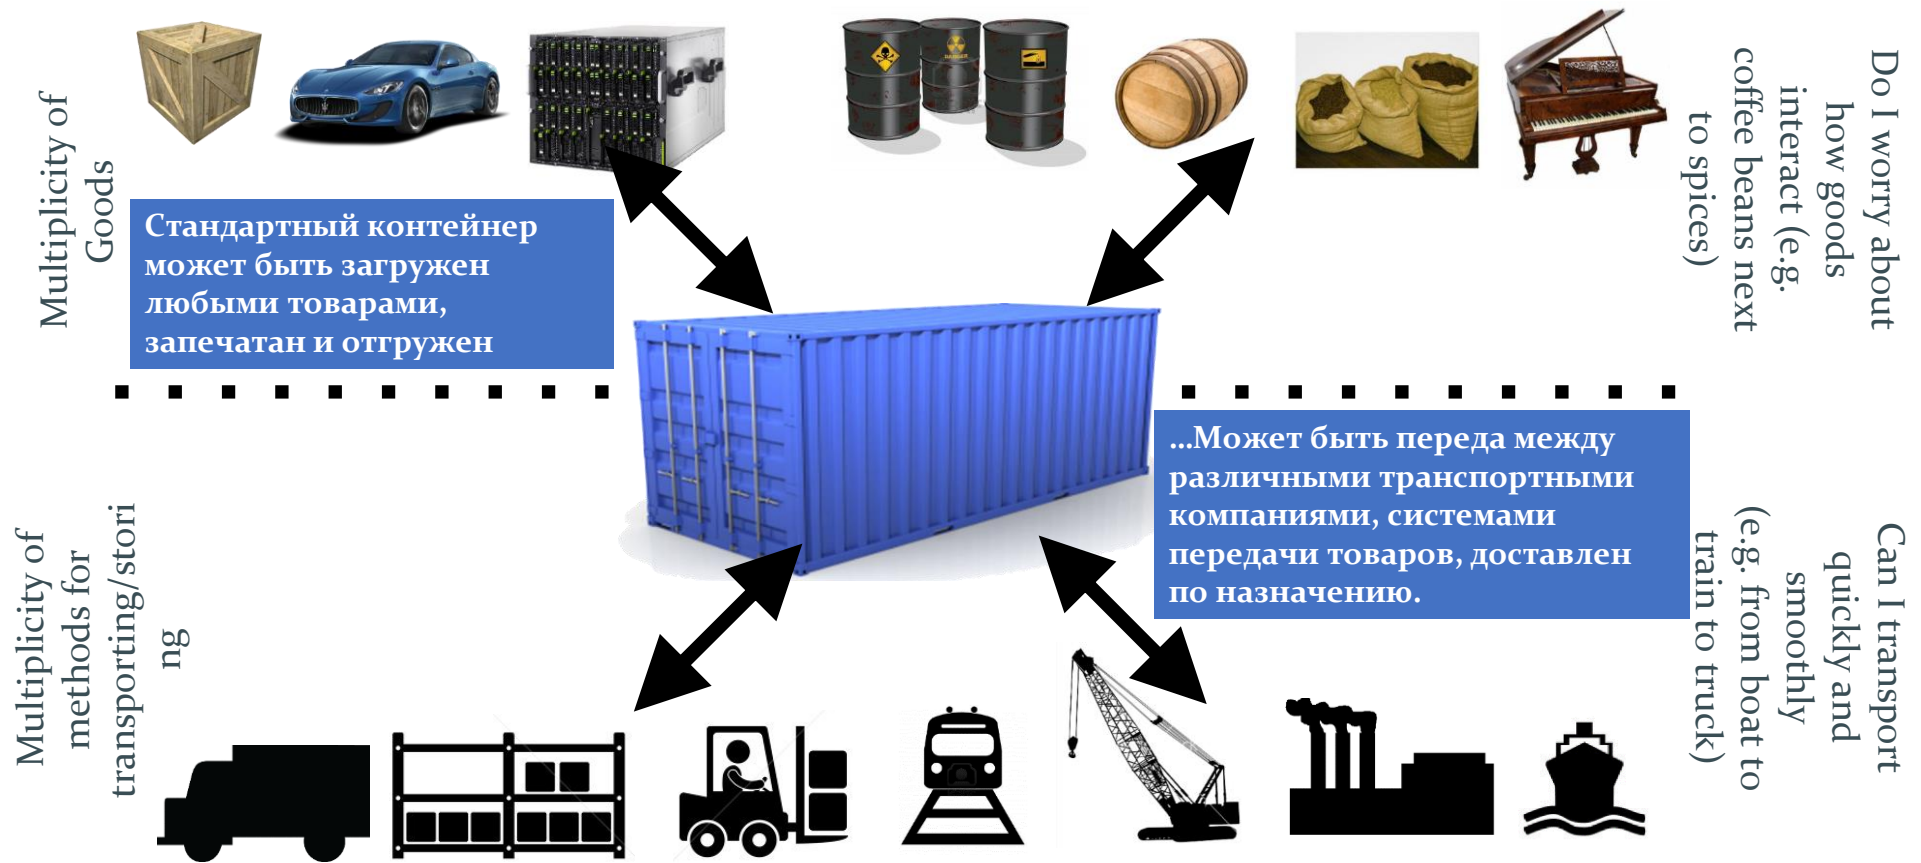 Multiplicity of
Goods
Стандартный контейнер
может быть загружен
любыми товарами,
запечатан и отгружен
Do I worry about
how goods
interact (e.g.
coffee beans next
to spices)
...Может быть переда между
различными транспортными
компаниями, системами
передачи товаров, доставлен
по назначению.
Multiplicity of
methods for
transporting/stori
ng
Can I transport
quickly and
smoothly
(e.g. from boat to
train to truck)